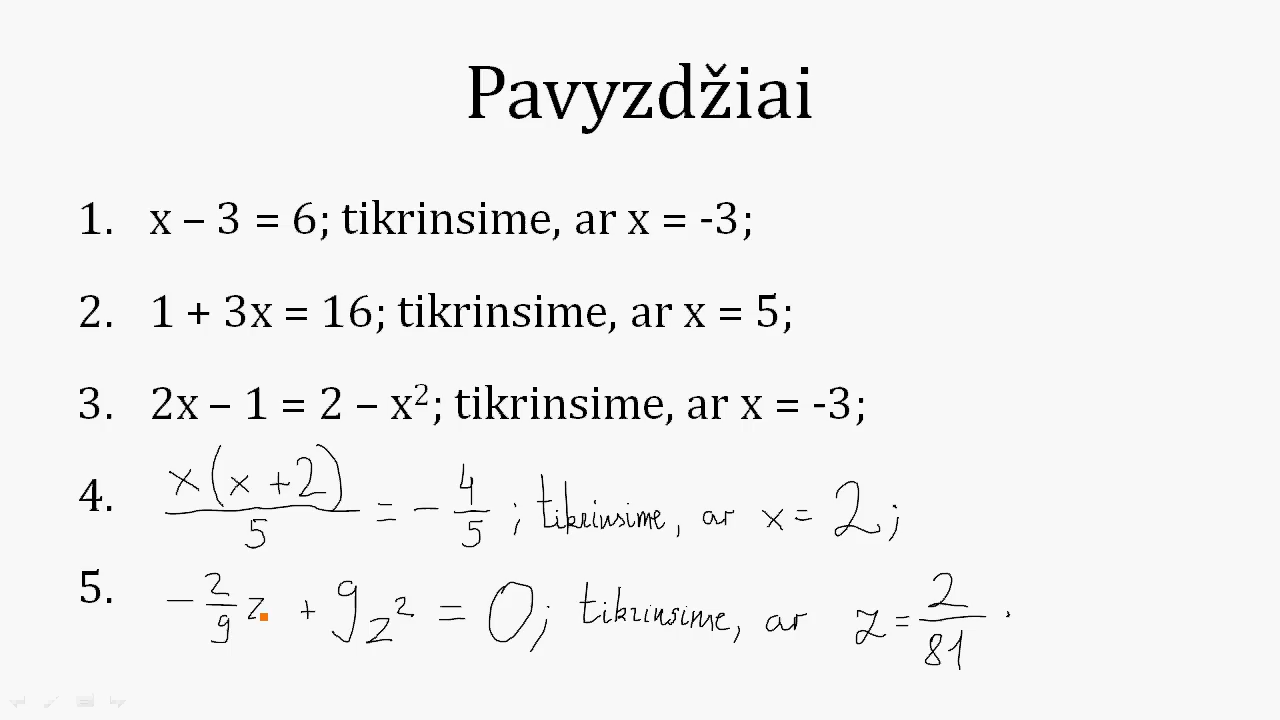 Pavyzdžiai
1. x – 3 = 6; tikrinsime, ar x = -3;
2. 1 + 3x = 16; tikrinsime, ar x = 5;
3. 2x – 1 = 2 – x²; tikrinsime, ar x = -3;
4. x(x+2)/5 = - 4/5 ; tikrinsime, ar x = 2;
5. - 2/9 z + 9z² = 0; tikrinsime, ar z = 2/81.